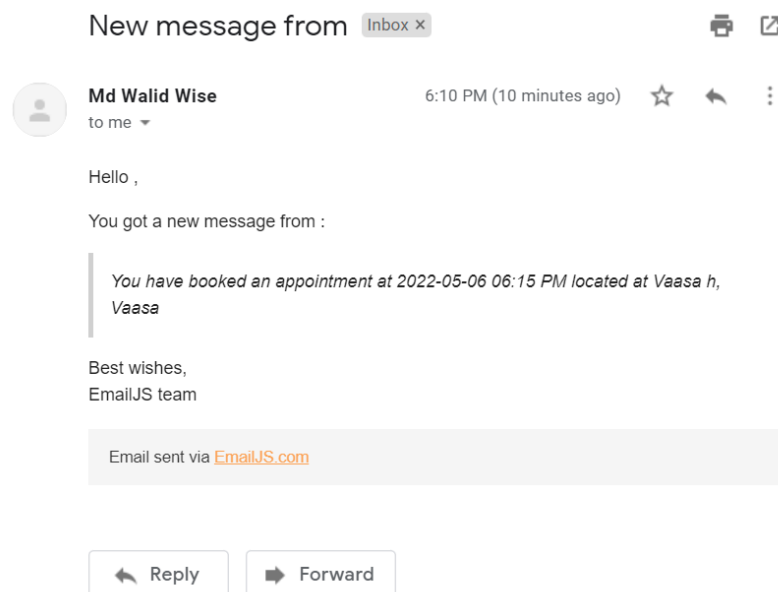 New message from Inbox ×
Md Walid Wise 6:10 PM (10 minutes ago)
to me
Hello ,
You got a new message from :
You have booked an appointment at 2022-05-06 06:15 PM located at Vaasa h,
Vaasa
Best wishes,
EmailJS team
Email sent via EmailJS.com
Reply Forward